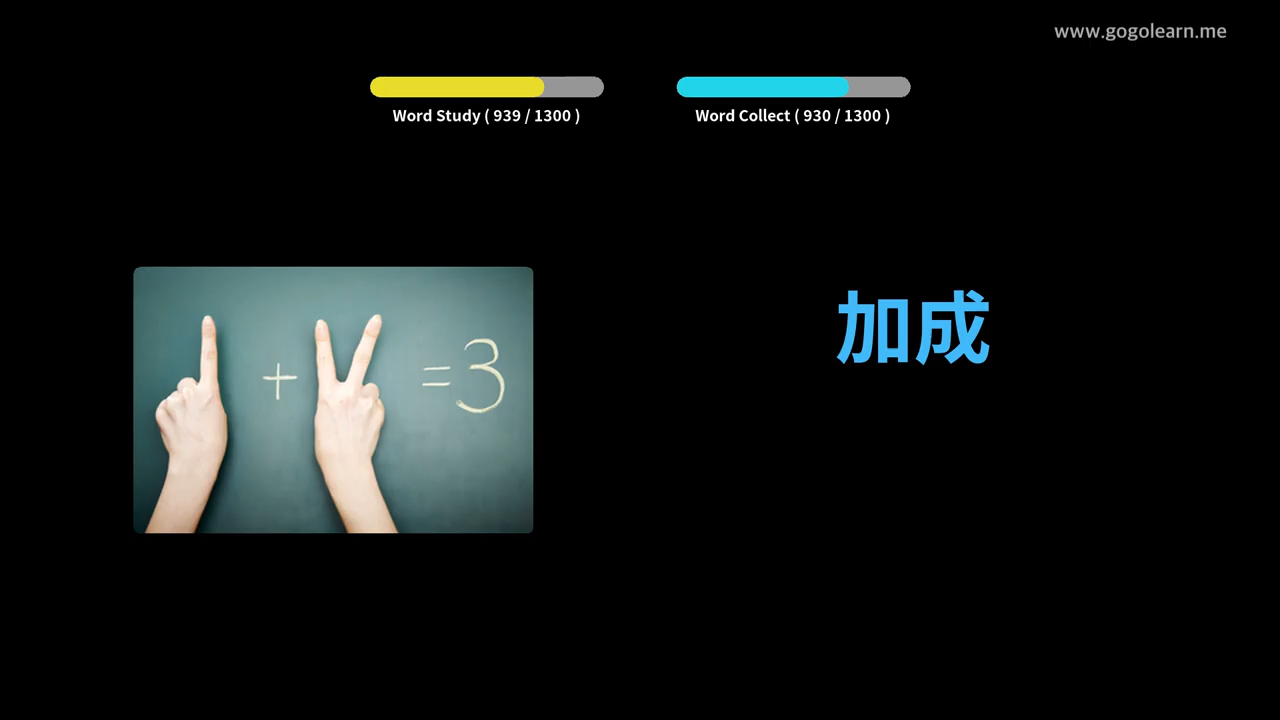 www.gogolearn.me
Word Study ( 939 / 1300 )
Word Collect ( 930 / 1300 )
+ =3
加成